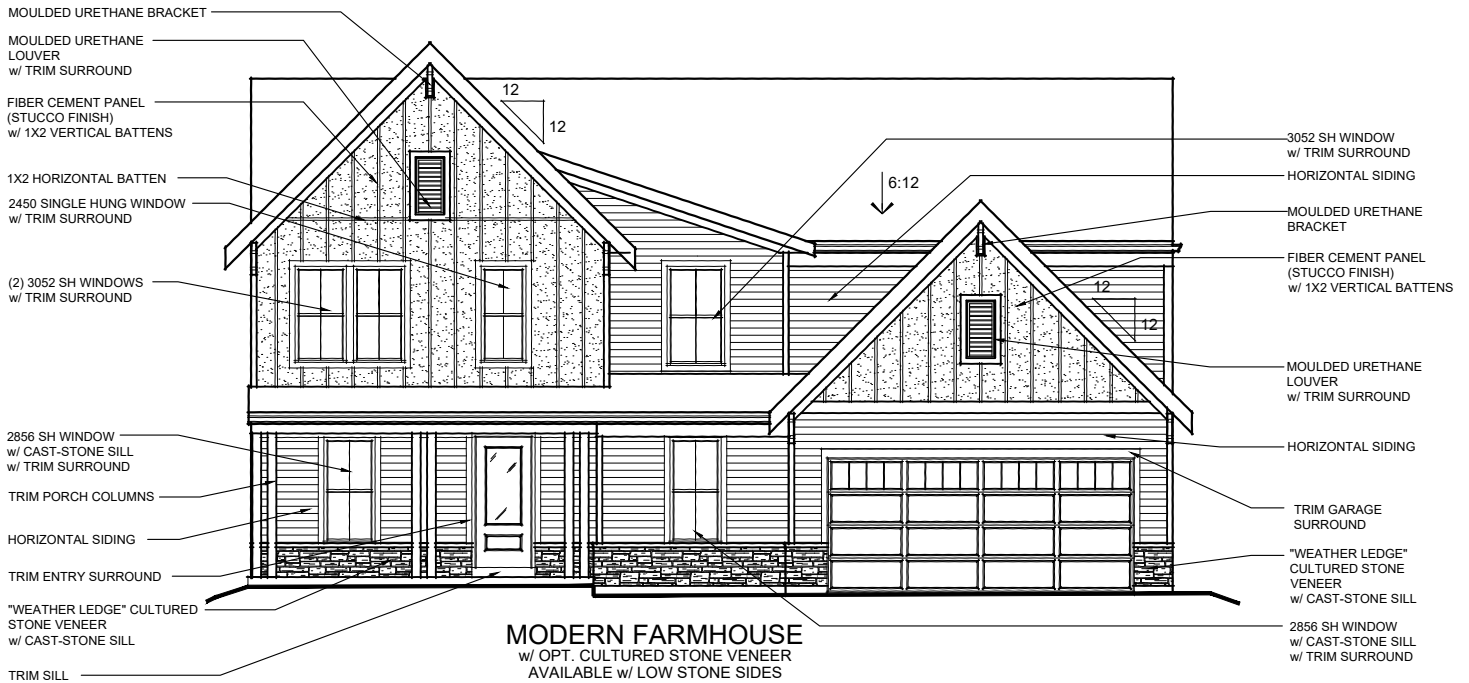 MOULDED URETHANE BRACKET
MOULDED URETHANE
LOUVER
w/ TRIM SURROUND
FIBER CEMENT PANEL
(STUCCO FINISH)
w/ 1X2 VERTICAL BATTENS
1X2 HORIZONTAL BATTEN
2450 SINGLE HUNG WINDOW
w/ TRIM SURROUND
(2) 3052 SH WINDOWS
w/ TRIM SURROUND
2856 SH WINDOW
w/ CAST-STONE SILL
w/ TRIM SURROUND
TRIM PORCH COLUMNS
HORIZONTAL SIDING
TRIM ENTRY SURROUND
"WEATHER LEDGE" CULTURED
STONE VENEER
w/ CAST-STONE SILL
TRIM SILL
12
12
6:12
12
12
3052 SH WINDOW
w/ TRIM SURROUND
HORIZONTAL SIDING
MOULDED URETHANE
BRACKET
FIBER CEMENT PANEL
(STUCCO FINISH)
w/ 1X2 VERTICAL BATTENS
MOULDED URETHANE
LOUVER
w/ TRIM SURROUND
HORIZONTAL SIDING
TRIM GARAGE
SURROUND
"WEATHER LEDGE"
CULTURED STONE
VENEER
w/ CAST-STONE SILL
2856 SH WINDOW
w/ CAST-STONE SILL
w/ TRIM SURROUND
MODERN FARMHOUSE
w/ OPT. CULTURED STONE VENEER
AVAILABLE w/ LOW STONE SIDES